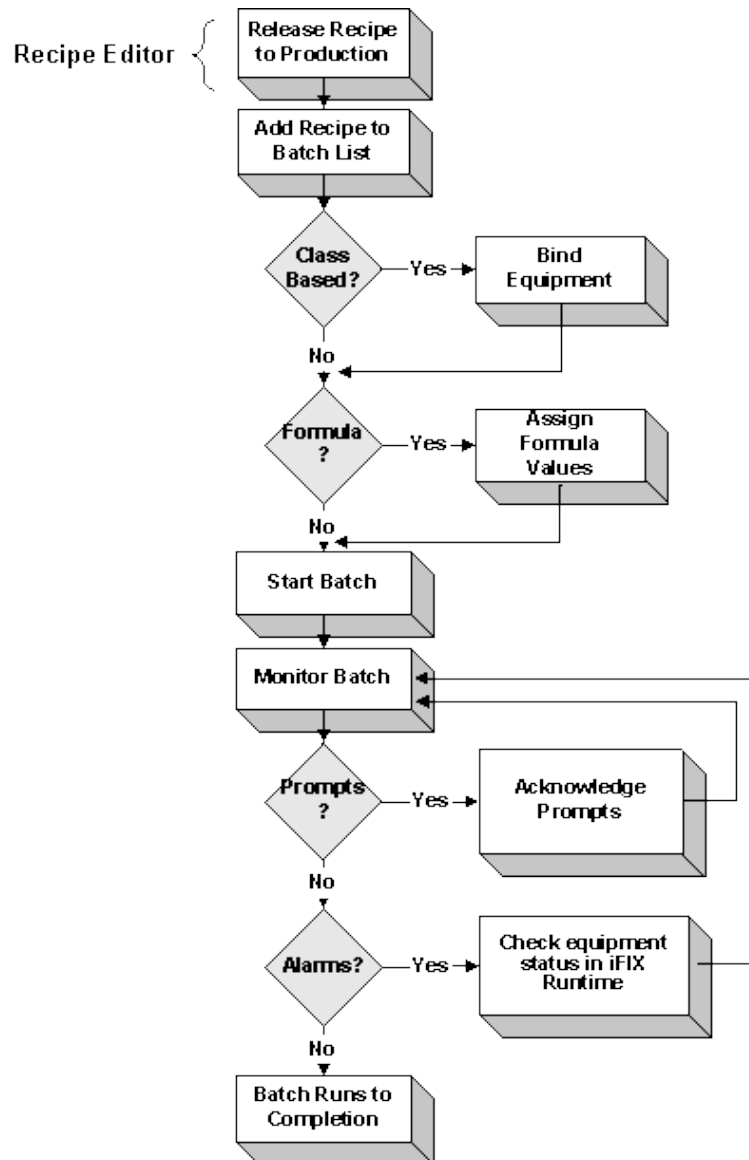 Recipe Editor
Release Recipe
to Production
Add Recipe to
Batch List
Class
Based?
Yes
Bind
Equipment
No
Formula
?
Yes
Assign
Formula
Values
No
Start Batch
Monitor Batch
Prompts
?
Yes
Acknowledge
Prompts
No
Alarms?
Yes
Check equipment
status in iFIX
Runtime
No
Batch Runs to
Completion